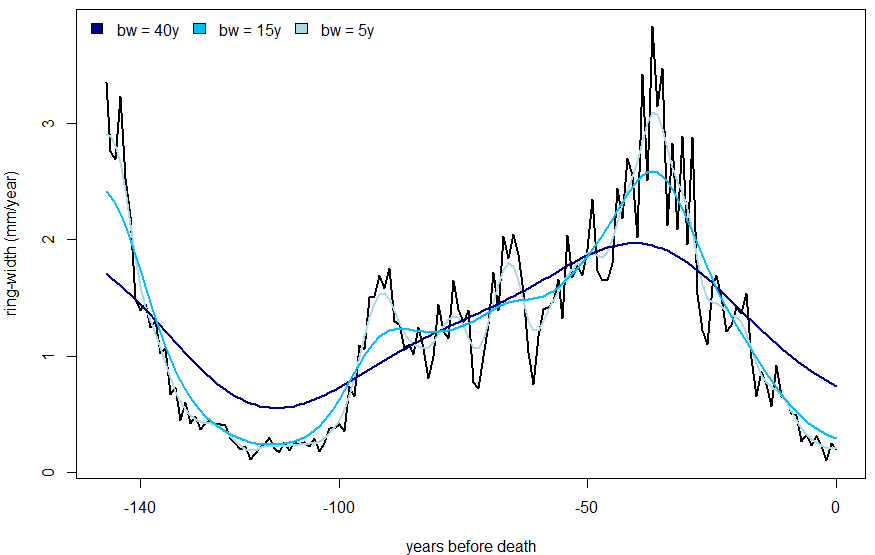 bw = 40y bw = 15y bw = 5y
ring-width (mm/year)
3
2
1
0
-140 -100 -50 0
years before death